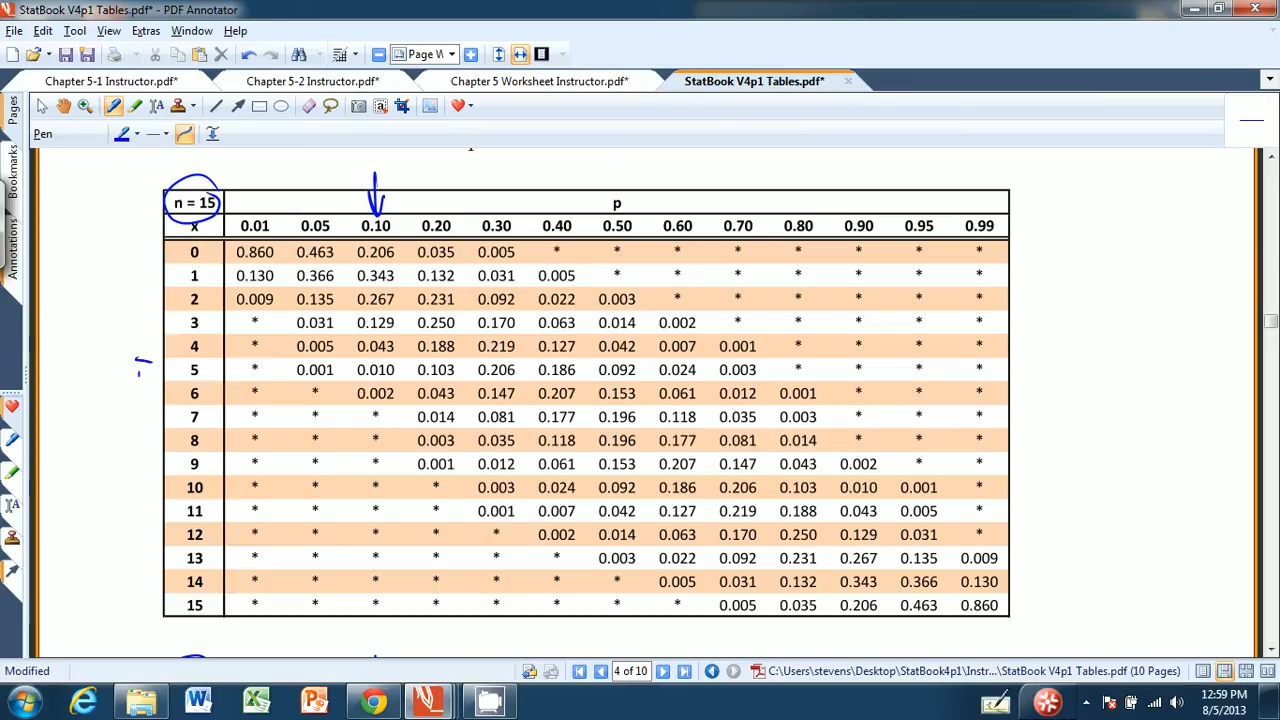 StatBook V4p1 Tables.pdf* - PDF Annotator
File Edit Tool View Extras Window Help
Page W
Chapter 5-1 Instructor.pdf* Chapter 5-2 Instructor.pdf* Chapter 5 Worksheet Instructor.pdf* StatBook V4p1 Tables.pdf*
Pen
Pages
Bookmarks
Annotations
n = 15 p
x 0.01 0.05 0.10 0.20 0.30 0.40 0.50 0.60 0.70 0.80 0.90 0.95 0.99
0 0.860 0.463 0.206 0.035 0.005 * * * * * * * *
1 0.130 0.366 0.343 0.132 0.031 0.005 * * * * * * *
2 0.009 0.135 0.267 0.231 0.092 0.022 0.003 * * * * * *
3 * 0.031 0.129 0.250 0.170 0.063 0.014 0.002 * * * * *
4 * 0.005 0.043 0.188 0.219 0.127 0.042 0.007 0.001 * * * *
5 * 0.001 0.010 0.103 0.206 0.186 0.092 0.024 0.003 * * * *
6 * * 0.002 0.043 0.147 0.207 0.153 0.061 0.012 0.001 * * *
7 * * * 0.014 0.081 0.177 0.196 0.118 0.035 0.003 * * *
8 * * * 0.003 0.035 0.118 0.196 0.177 0.081 0.014 * * *
9 * * * 0.001 0.012 0.061 0.153 0.207 0.147 0.043 0.002 * *
10 * * * * 0.003 0.024 0.092 0.186 0.206 0.103 0.010 0.001 *
11 * * * * 0.001 0.007 0.042 0.127 0.219 0.188 0.043 0.005 *
12 * * * * * 0.002 0.014 0.063 0.170 0.250 0.129 0.031 *
13 * * * * * * 0.003 0.022 0.092 0.231 0.267 0.135 0.009
14 * * * * * * * 0.005 0.031 0.132 0.343 0.366 0.130
15 * * * * * * * * 0.005 0.035 0.206 0.463 0.860
Modified 4 of 10 C:\Users\stevens\Desktop\StatBook4p1\Instr...\StatBook V4p1 Tables.pdf (10 Pages)
12:59 PM
8/5/2013